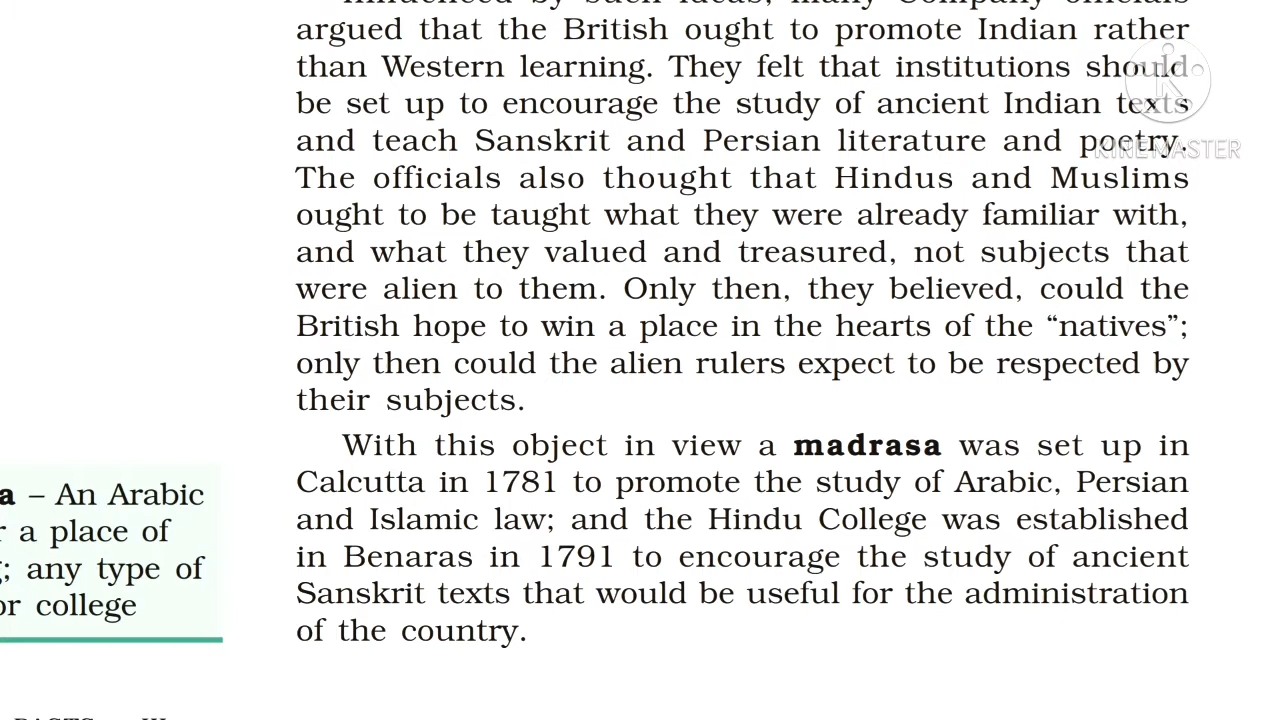 influenced by such ideas, many Company officials
argued that the British ought to promote Indian rather
than Western learning. They felt that institutions should
be set up to encourage the study of ancient Indian texts
and teach Sanskrit and Persian literature and poetry.
KINEMASTER
The officials also thought that Hindus and Muslims
ought to be taught what they were already familiar with,
and what they valued and treasured, not subjects that
were alien to them. Only then, they believed, could the
British hope to win a place in the hearts of the “natives”;
only then could the alien rulers expect to be respected by
their subjects.
With this object in view a madrasa was set up in
Calcutta in 1781 to promote the study of Arabic, Persian
and Islamic law; and the Hindu College was established
in Benaras in 1791 to encourage the study of ancient
Sanskrit texts that would be useful for the administration
of the country.
a – An Arabic
r a place of
g; any type of
or college